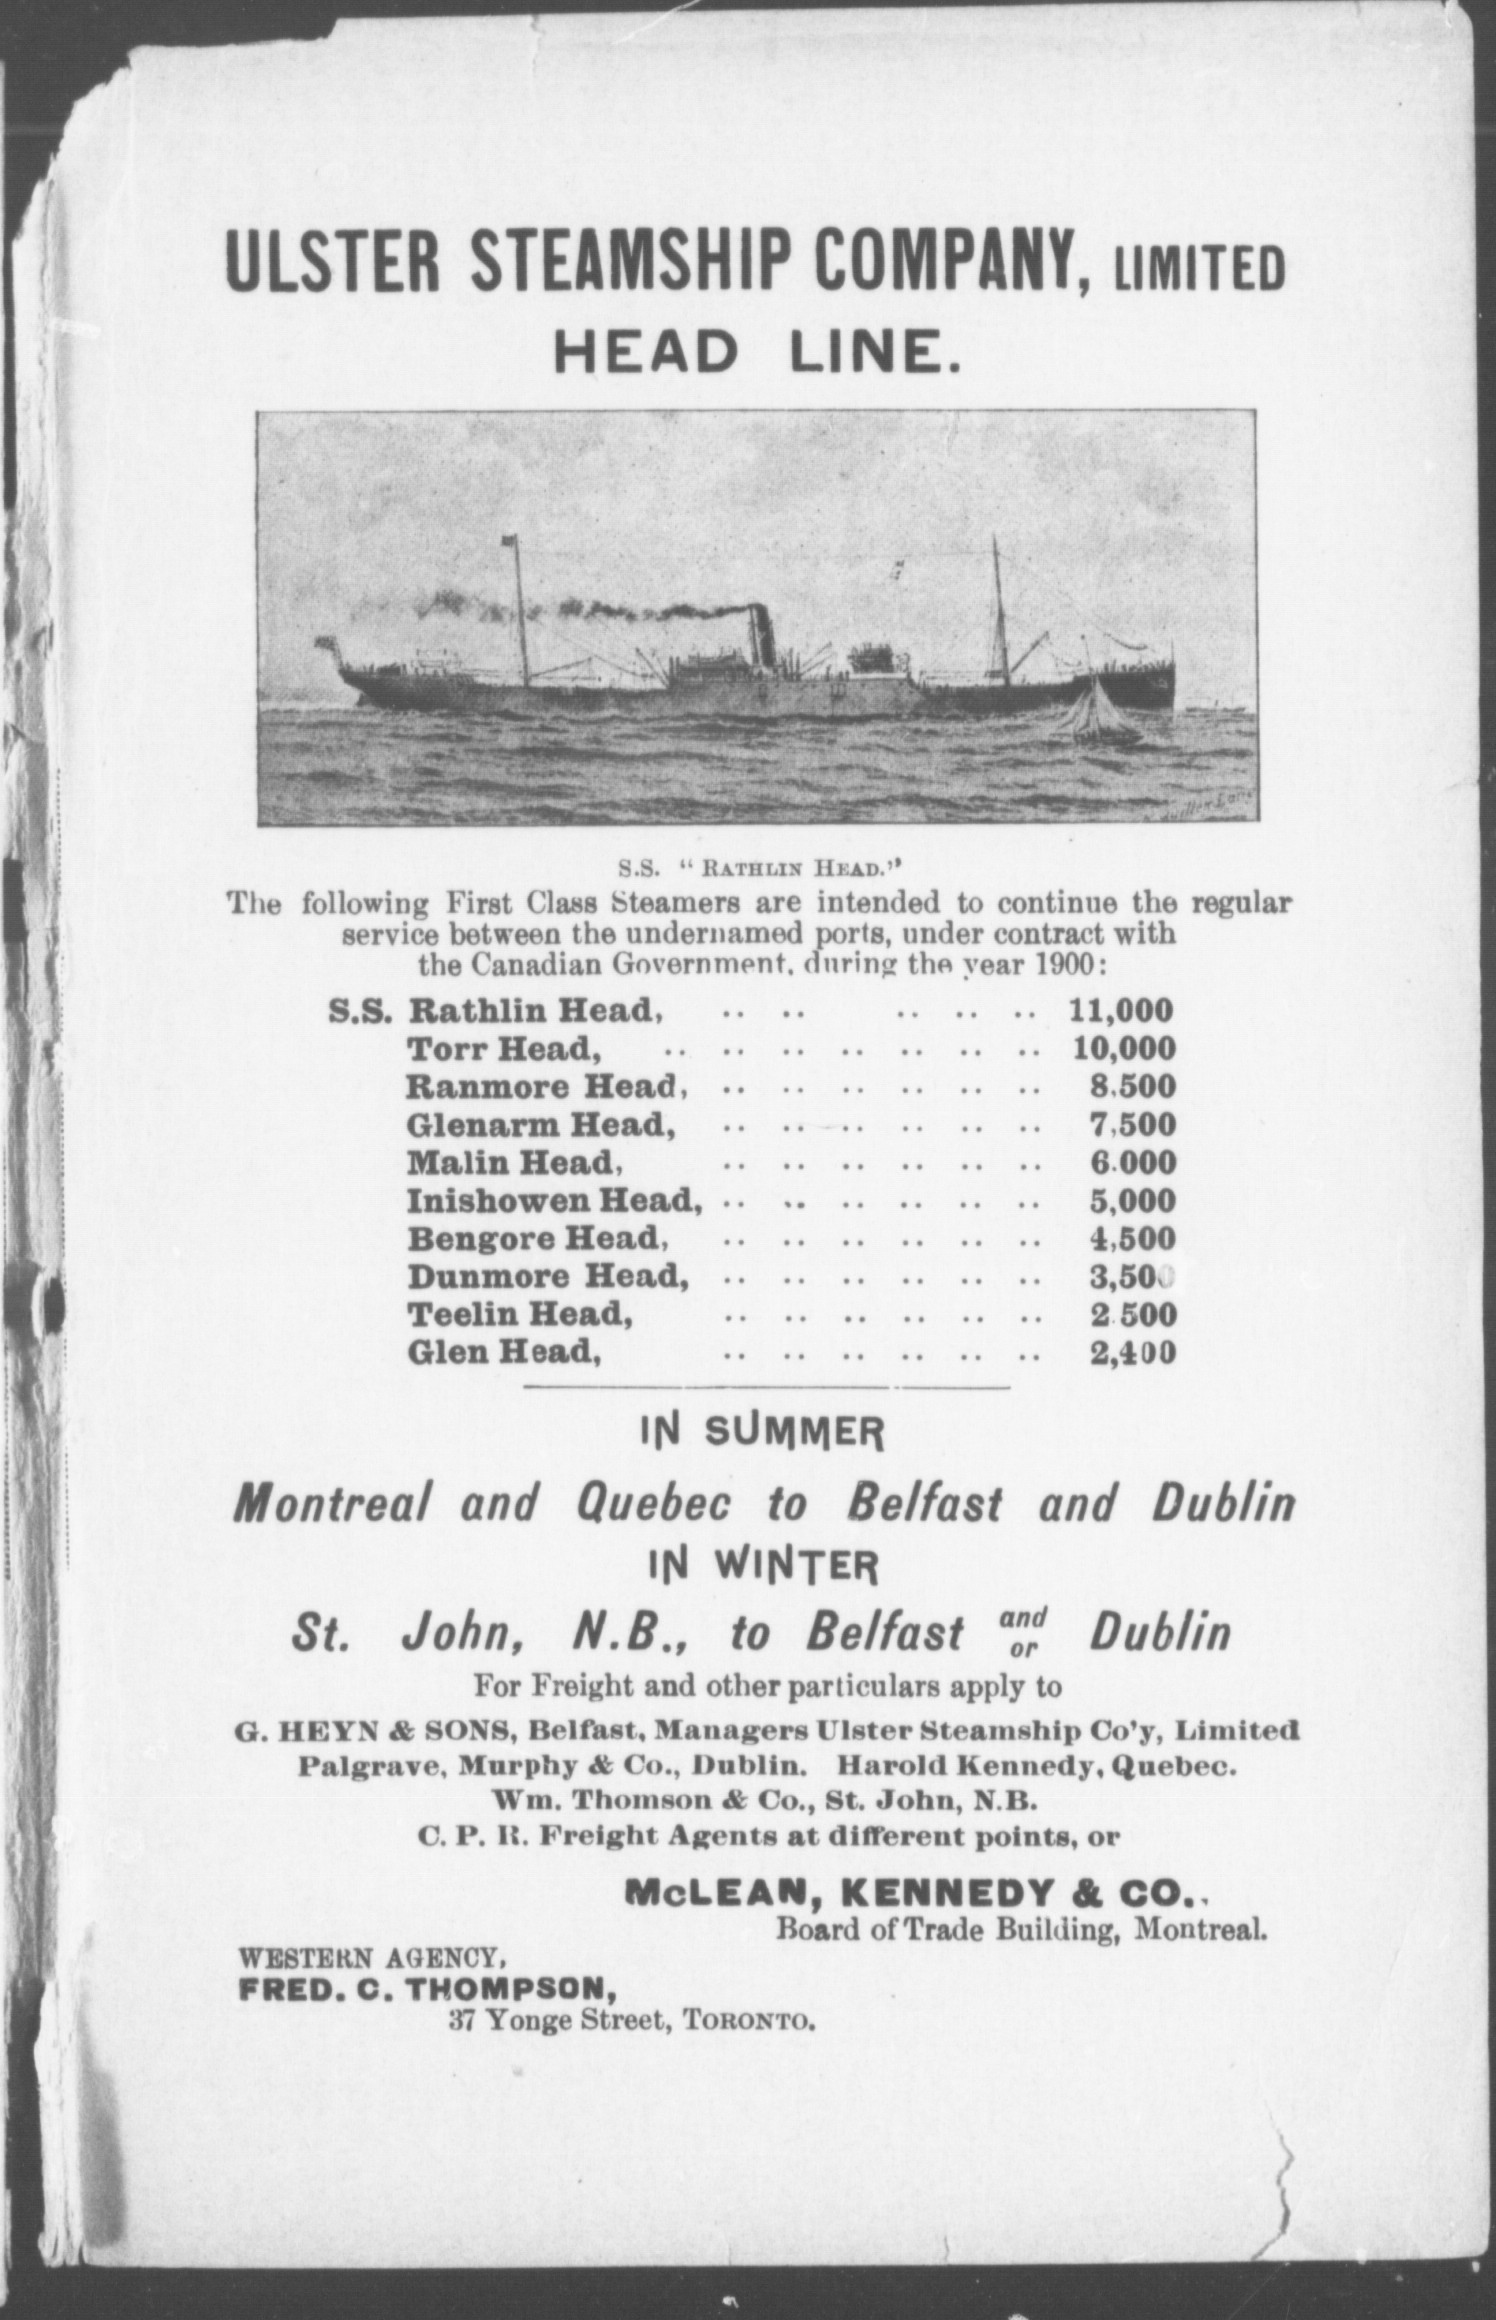 ULSTER STEAMSHIP COMPANY, LIMITED
HEAD LINE.
S.S. "RATHLIN HEAD."
The following First Class Steamers are intended to continue the regular
service between the undernamed ports, under contract with
the Canadian Government, during the year 1900:
S.S. Rathlin Head, .. .. .. .. .. 11,000
Torr Head, .. .. .. .. .. .. .. 10,000
Ranmore Head, .. .. .. .. .. .. 8,500
Glenarm Head, .. .. .. .. .. .. 7,500
Malin Head, .. .. .. .. .. .. 6.000
Inishowen Head, .. .. .. .. .. .. 5,000
Bengore Head, .. .. .. .. .. .. 4,500
Dunmore Head, .. .. .. .. .. .. 3,500
Teelin Head, .. .. .. .. .. .. 2.500
Glen Head, .. .. .. .. .. .. 2,400
IN SUMMER
Montreal and Quebec to Belfast and Dublin
IN WINTER
St. John, N.B., to Belfast and or Dublin
For Freight and other particulars apply to
G. HEYN & SONS, Belfast, Managers Ulster Steamship Co'y, Limited
Palgrave, Murphy & Co., Dublin. Harold Kennedy, Quebec.
Wm. Thomson & Co., St. John, N.B.
C. P. R. Freight Agents at different points, or
McLEAN, KENNEDY & CO.,
Board of Trade Building, Montreal.
WESTERN AGENCY,
FRED. C. THOMPSON,
37 Yonge Street, TORONTO.